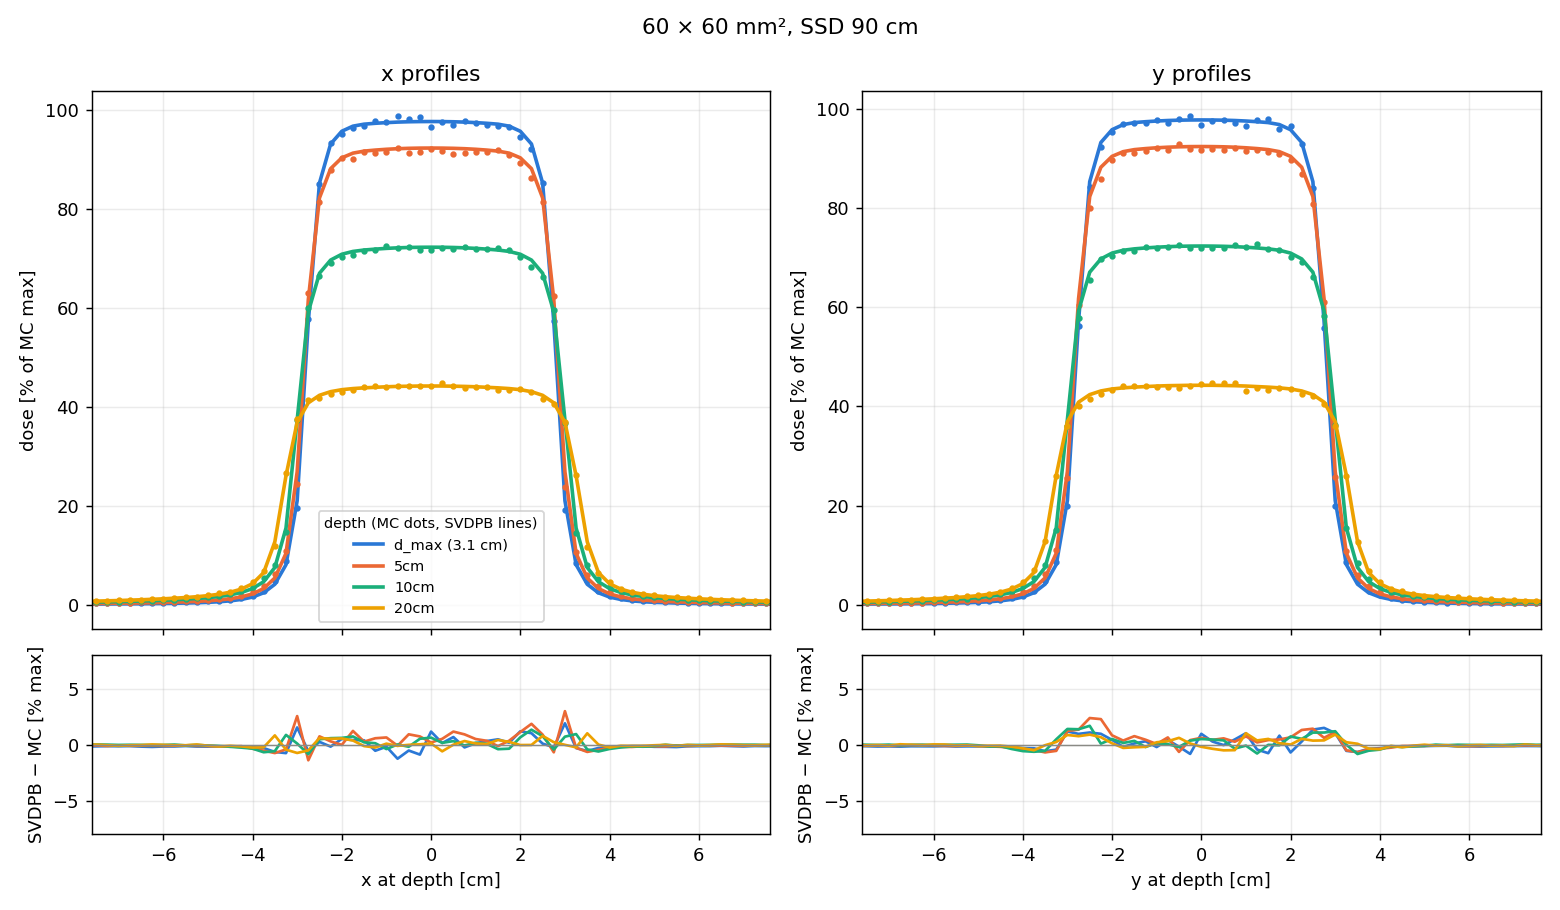 60 × 60 mm², SSD 90 cm
x profiles
y profiles
dose [% of MC max]
100
80
60
40
20
0
depth (MC dots, SVDPB lines)
d_max (3.1 cm)
5cm
10cm
20cm
dose [% of MC max]
100
80
60
40
20
0
SVDPB − MC [% max]
5
0
−5
−6
−4
−2
0
2
4
6
x at depth [cm]
SVDPB − MC [% max]
5
0
−5
−6
−4
−2
0
2
4
6
y at depth [cm]